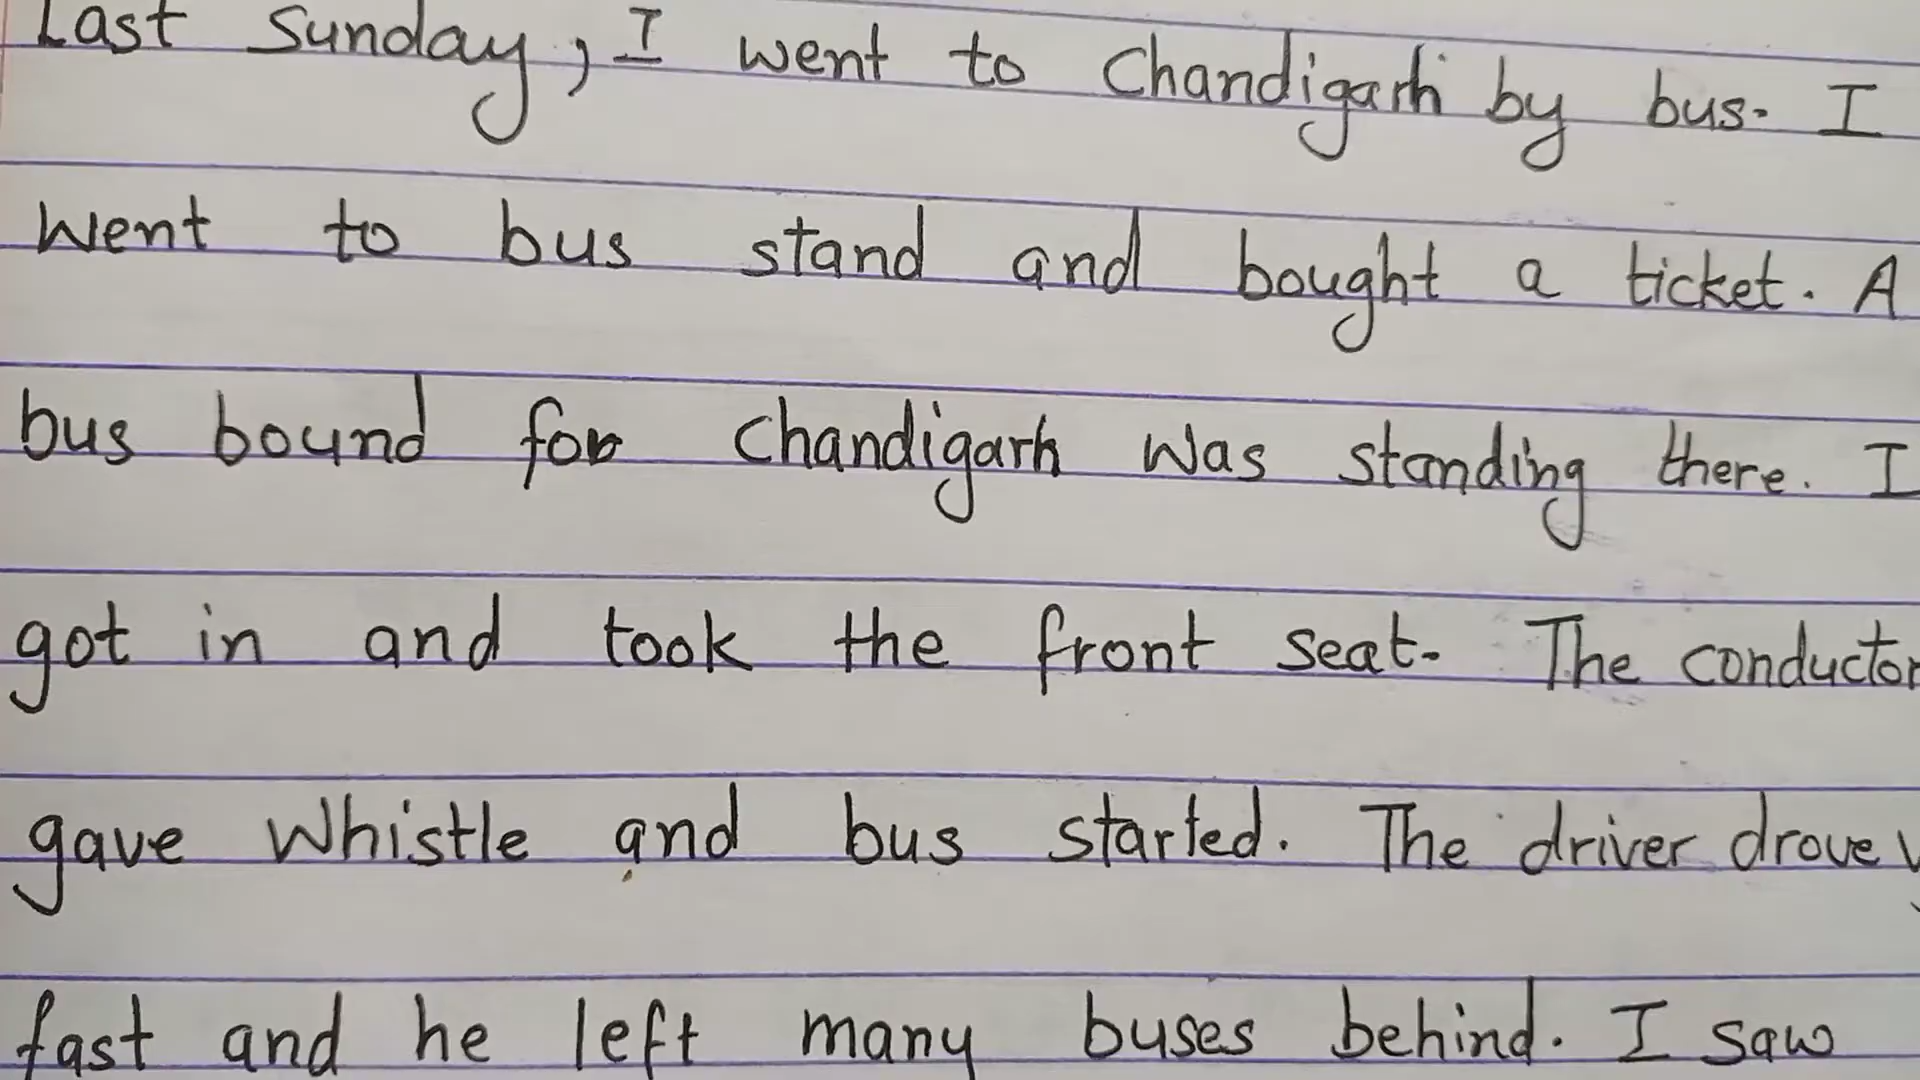 Last Sunday, I went to Chandigarh by bus. I
went to bus stand and bought a ticket. A
bus bound for Chandigarh was standing there. I
got in and took the front seat. The conductor
gave whistle and bus started. The driver drove
fast and he left many buses behind. I saw